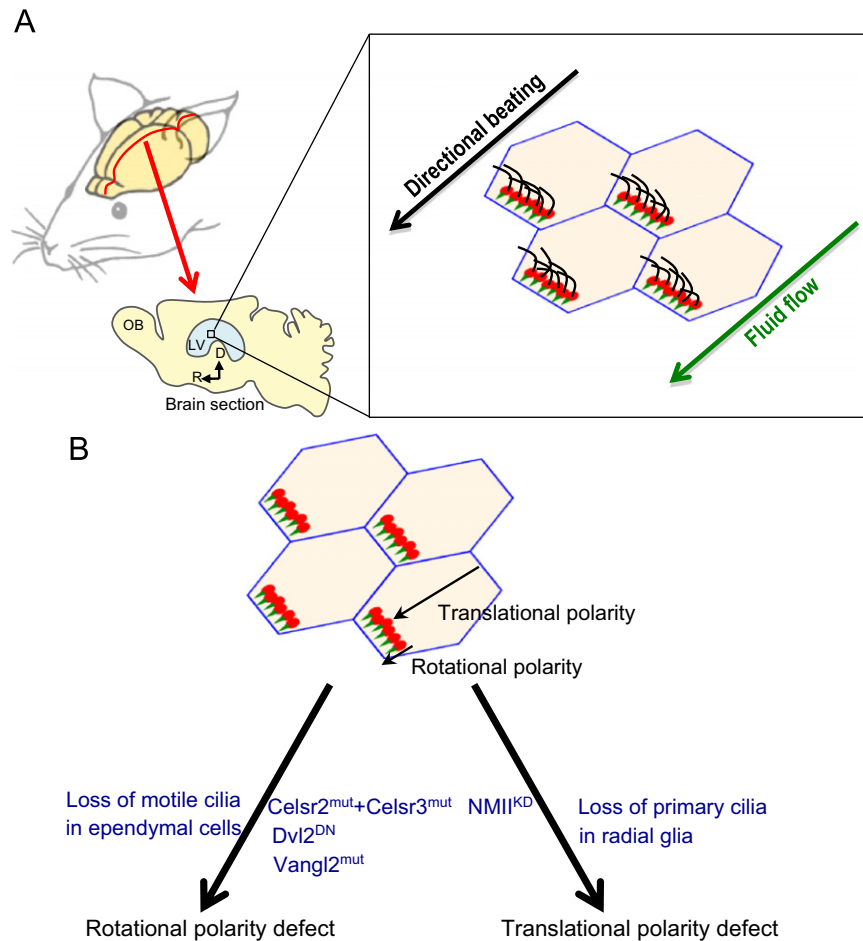 A
Directional beating
Fluid flow
OB
LV
D
R
Brain section
B
Translational polarity
Rotational polarity
Loss of motile cilia
in ependymal cells
Celsr2mut+Celsr3mut
Dvl2DN
Vangl2mut
NMIIKD
Loss of primary cilia
in radial glia
Rotational polarity defect
Translational polarity defect